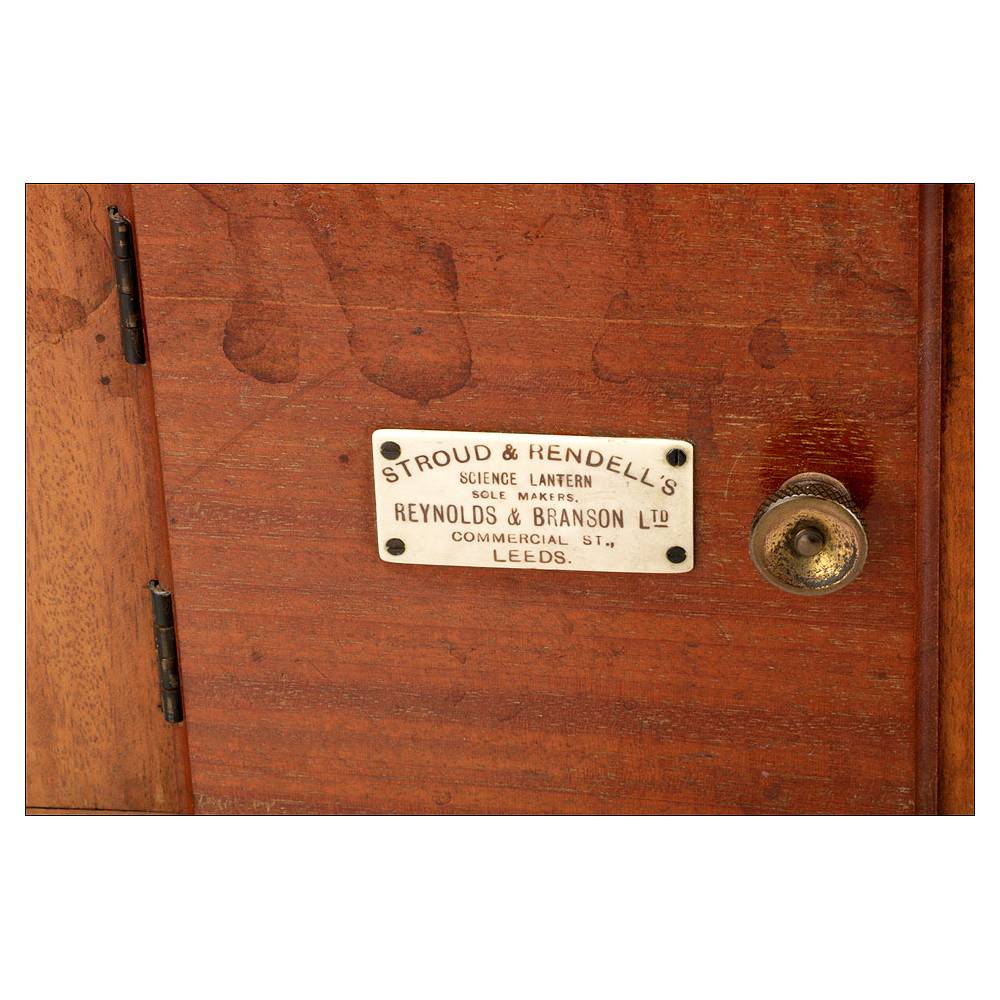 STROUD & RENDELL'S
SCIENCE LANTERN
SOLE MAKERS.
REYNOLDS & BRANSON LTD
COMMERCIAL ST.,
LEEDS.